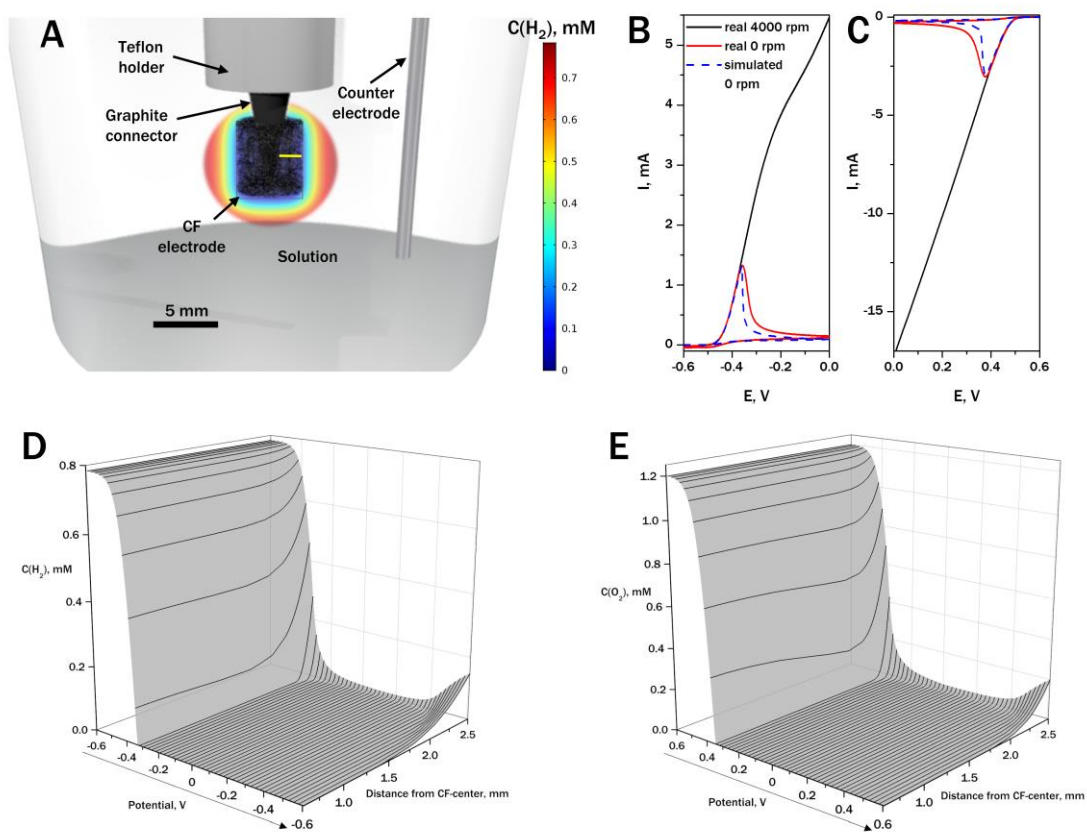 A
Teflon
holder
Graphite
connector
CF
electrode
Solution
5 mm
Counter
electrode
C(H₂), mM
0.7
0.6
0.5
0.4
0.3
0.2
0.1
0
B
real 4000 rpm
real 0 rpm
simulated
0 rpm
I, mA
5
4
3
2
1
0
-0.6 -0.4 -0.2 0.0
E, V
C
I, mA
0
-5
-10
-15
0.0 0.2 0.4 0.6
E, V
D
C(H₂), mM
0.8
0.6
0.4
0.2
0.0
-0.6 -0.4 -0.2 0 -0.2 -0.4 -0.6
Potential, V
1.0 1.5 2.0 2.5
Distance from CF-center, mm
E
C(O₂), mM
1.2
1.0
0.8
0.6
0.4
0.2
0.0
0.6 0.4 0.2 0 0.2 0.4 0.6
Potential, V
1.0 1.5 2.0 2.5
Distance from CF-center, mm